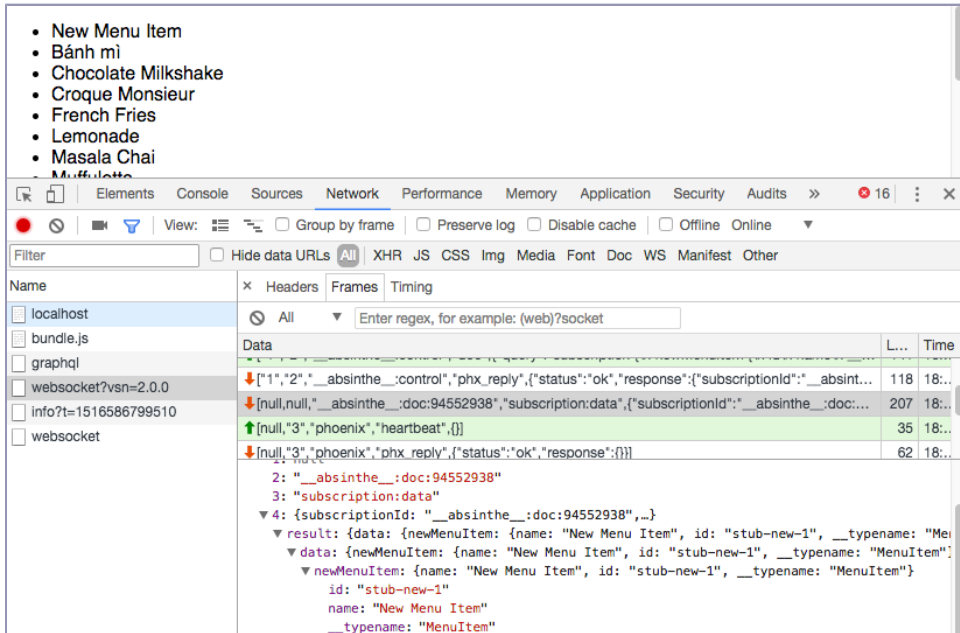 New Menu Item
Bánh mì
Chocolate Milkshake
Croque Monsieur
French Fries
Lemonade
Masala Chai
Muffuletta
Elements Console Sources Network Performance Memory Application Security Audits » 16
View: Group by frame Preserve log Disable cache Offline Online
Filter Hide data URLs All XHR JS CSS Img Media Font Doc WS Manifest Other
Name × Headers Frames Timing
localhost
bundle.js
graphql
websocket?vsn=2.0.0
info?t=1516586799510
websocket
All Enter regex, for example: (web)?socket
Data L... Time
["1","2","__absinthe__:control","phx_reply",{"status":"ok","response":{"subscriptionId":"__absint... 118 18:..
[null,null,"__absinthe__:doc:94552938","subscription:data",{"subscriptionId":"__absinthe__:doc:... 207 18:..
[null,"3","phoenix","heartbeat",{}] 35 18:..
[null,"3","phoenix","phx_reply",{"status":"ok","response":{}}] 62 18:..
1: null
2: "__absinthe__:doc:94552938"
3: "subscription:data"
4: {subscriptionId: "__absinthe__:doc:94552938",…}
result: {data: {newMenuItem: {name: "New Menu Item", id: "stub-new-1", __typename: "Me
data: {newMenuItem: {name: "New Menu Item", id: "stub-new-1", __typename: "MenuItem"}
newMenuItem: {name: "New Menu Item", id: "stub-new-1", __typename: "MenuItem"}
id: "stub-new-1"
name: "New Menu Item"
__typename: "MenuItem"